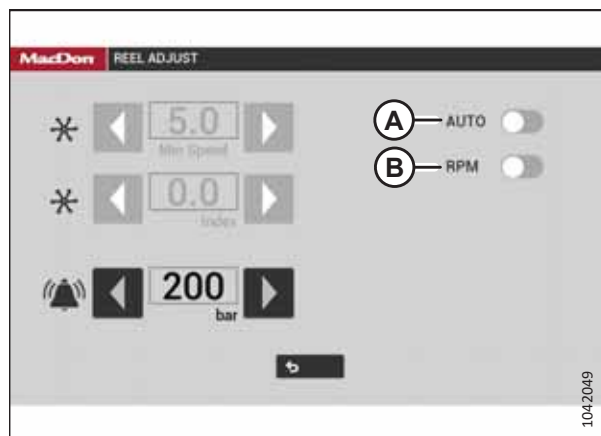 MacDon REEL ADJUST
5.0
Min Speed
A AUTO
B RPM
0.0
Index
200
bar
1042049